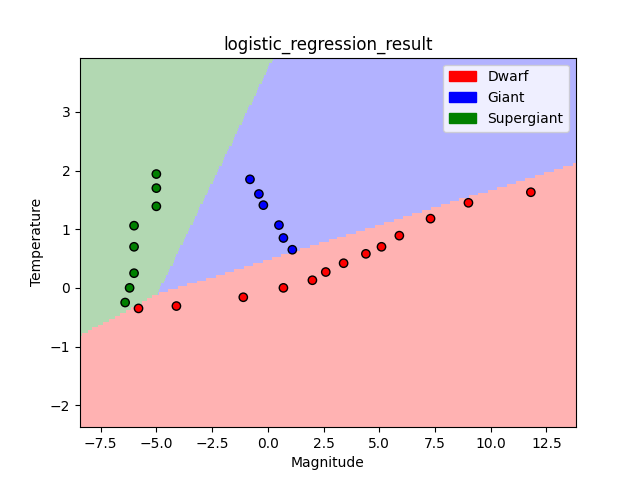 logistic_regression_result
Dwarf
Giant
Supergiant
Temperature
3
2
1
0
−1
−2
−7.5 −5.0 −2.5 0.0 2.5 5.0 7.5 10.0 12.5
Magnitude